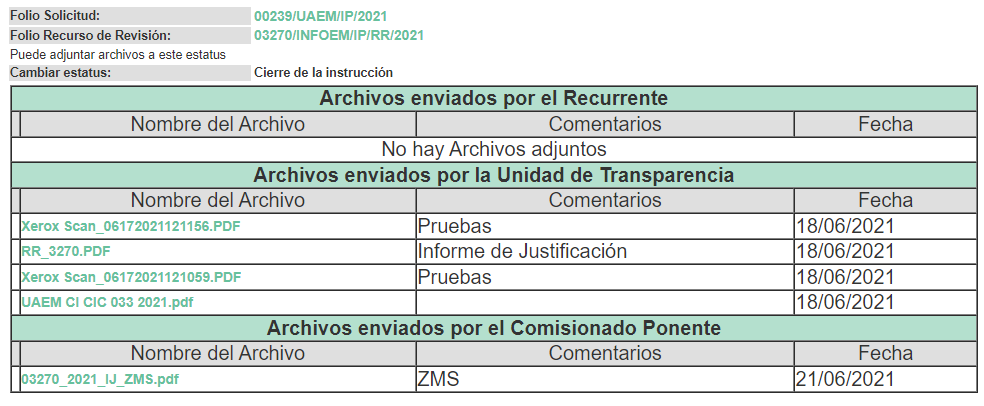 Folio Solicitud: 00239/UAEM/IP/2021
Folio Recurso de Revisión: 03270/INFOEM/IP/RR/2021
Puede adjuntar archivos a este estatus
Cambiar estatus: Cierre de la instrucción
Archivos enviados por el Recurrente
Nombre del Archivo Comentarios Fecha
No hay Archivos adjuntos
Archivos enviados por la Unidad de Transparencia
Nombre del Archivo Comentarios Fecha
Xerox Scan_06172021121156.PDF Pruebas 18/06/2021
RR_3270.PDF Informe de Justificación 18/06/2021
Xerox Scan_06172021121059.PDF Pruebas 18/06/2021
UAEM CI CIC 033 2021.pdf 18/06/2021
Archivos enviados por el Comisionado Ponente
Nombre del Archivo Comentarios Fecha
03270_2021_IJ_ZMS.pdf ZMS 21/06/2021